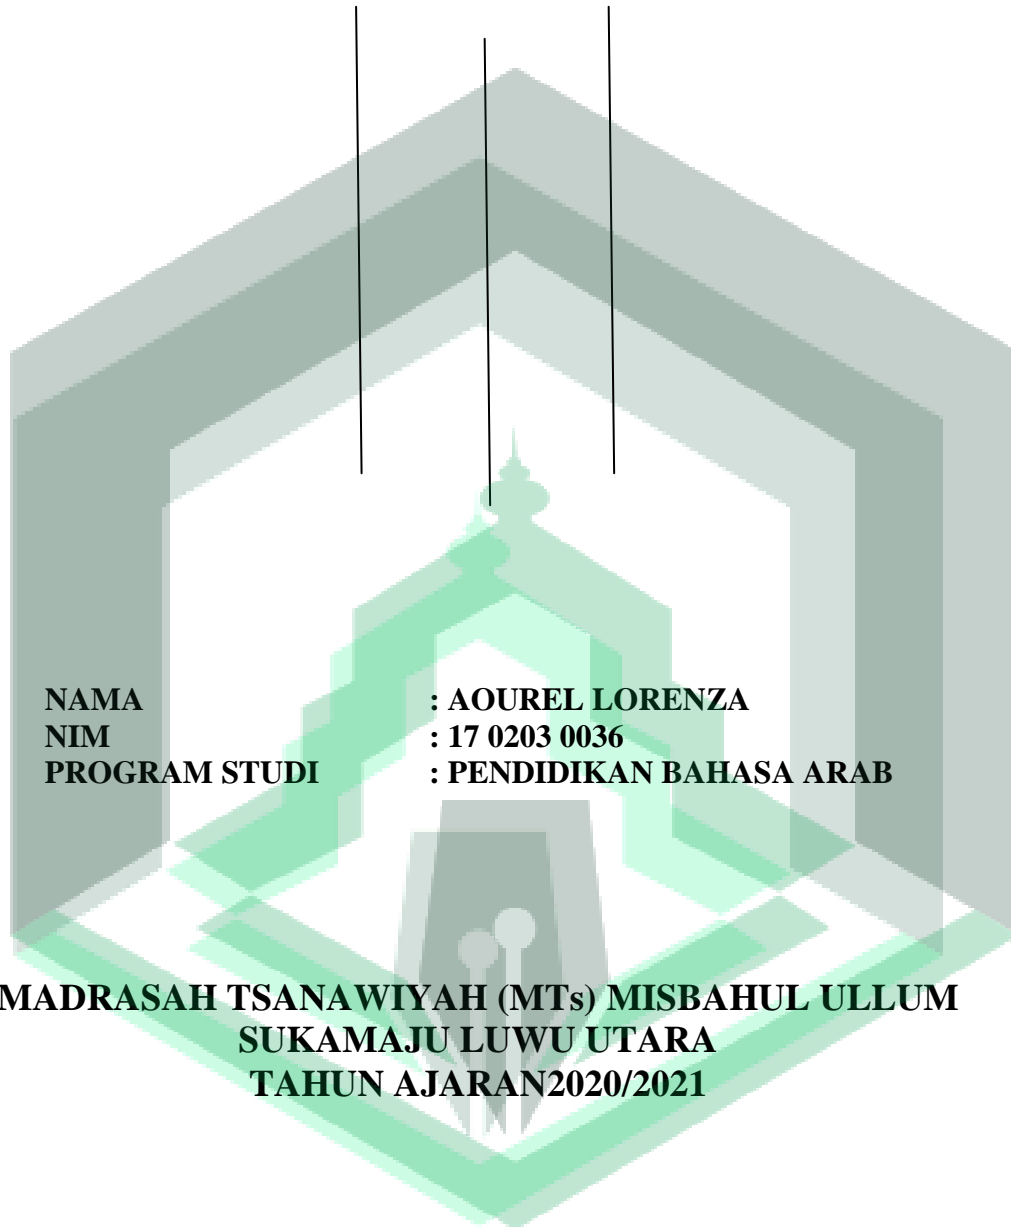 NAMA : AOUREL LORENZA
NIM : 17 0203 0036
PROGRAM STUDI : PENDIDIKAN BAHASA ARAB
MADRASAH TSANAWIYAH (MTs) MISBAHUL ULLUM
SUKAMAJU LUWU UTARA
TAHUN AJARAN2020/2021